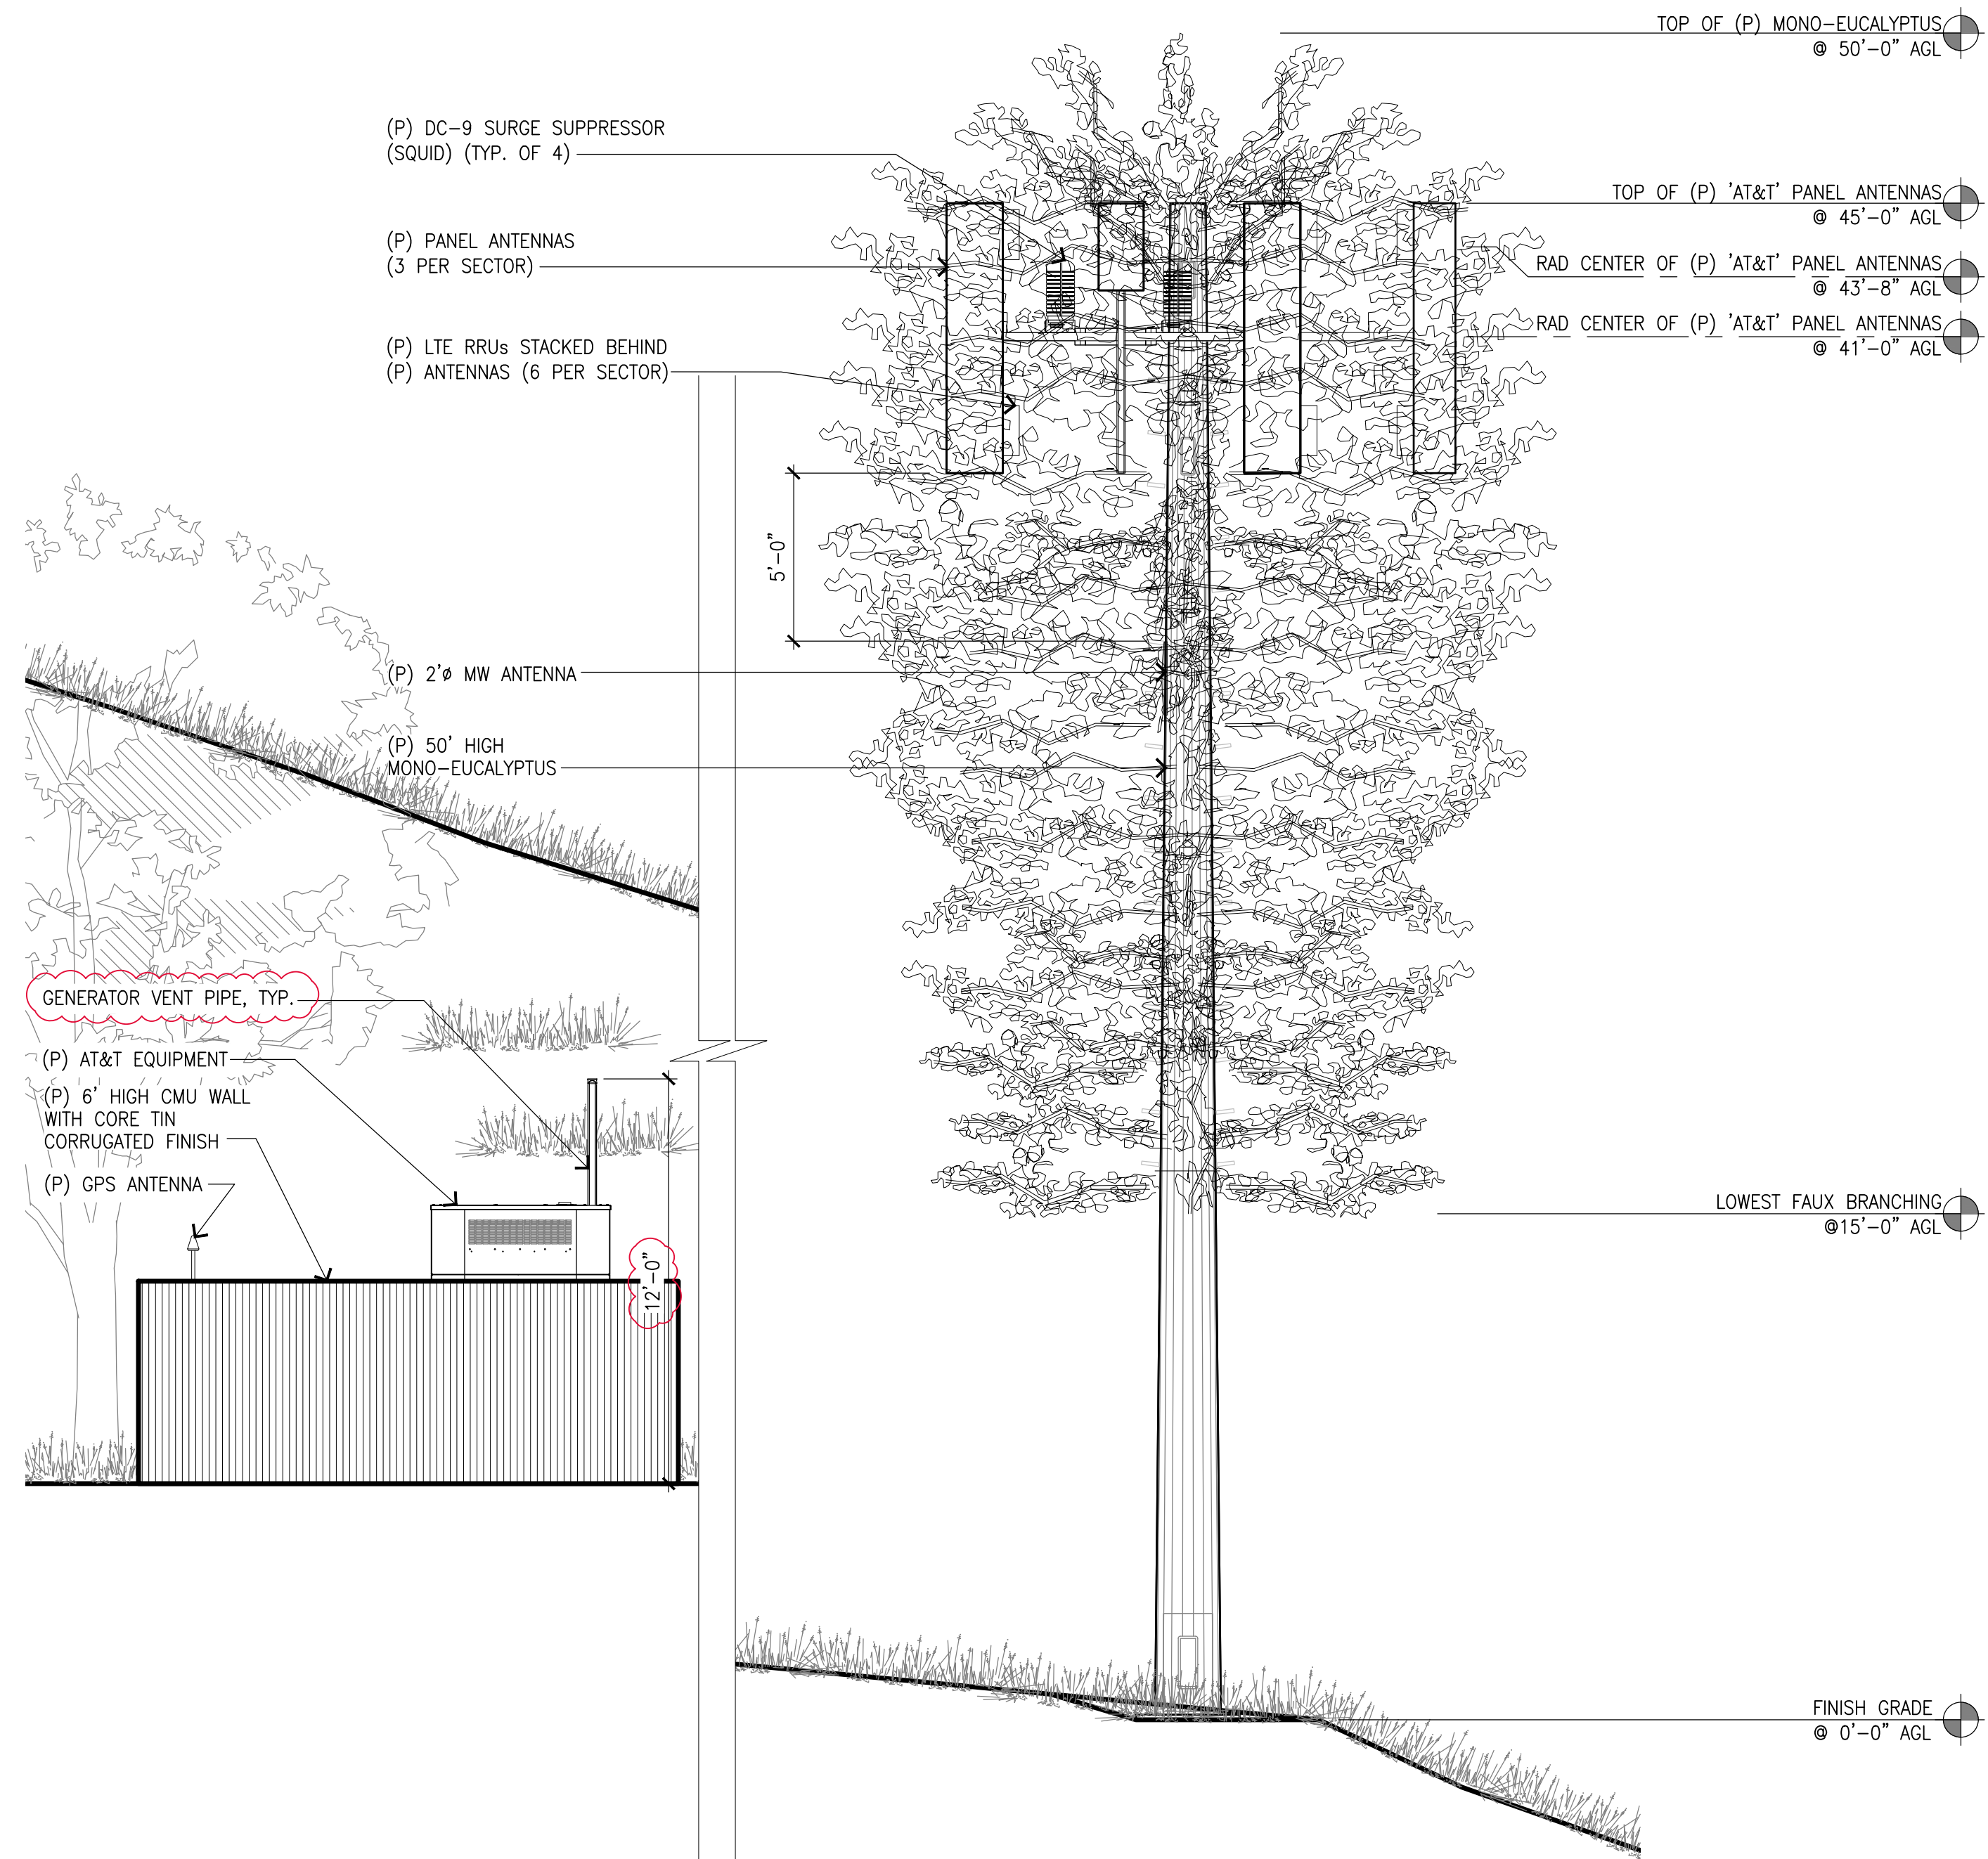 TOP OF (P) MONO-EUCALYPTUS
@ 50'-0" AGL
(P) DC-9 SURGE SUPPRESSOR
(SQUID) (TYP. OF 4)
TOP OF (P) 'AT&T' PANEL ANTENNAS
@ 45'-0" AGL
(P) PANEL ANTENNAS
(3 PER SECTOR)
RAD CENTER OF (P) 'AT&T' PANEL ANTENNAS
@ 43'-8" AGL
RAD CENTER OF (P) 'AT&T' PANEL ANTENNAS
@ 41'-0" AGL
(P) LTE RRUs STACKED BEHIND
(P) ANTENNAS (6 PER SECTOR)
5'-0"
(P) 2'ø MW ANTENNA
(P) 50' HIGH
MONO-EUCALYPTUS
GENERATOR VENT PIPE, TYP.
(P) AT&T EQUIPMENT
(P) 6' HIGH CMU WALL
WITH CORE TIN
CORRUGATED FINISH
(P) GPS ANTENNA
12'-0"
LOWEST FAUX BRANCHING
@15'-0" AGL
FINISH GRADE
@ 0'-0" AGL